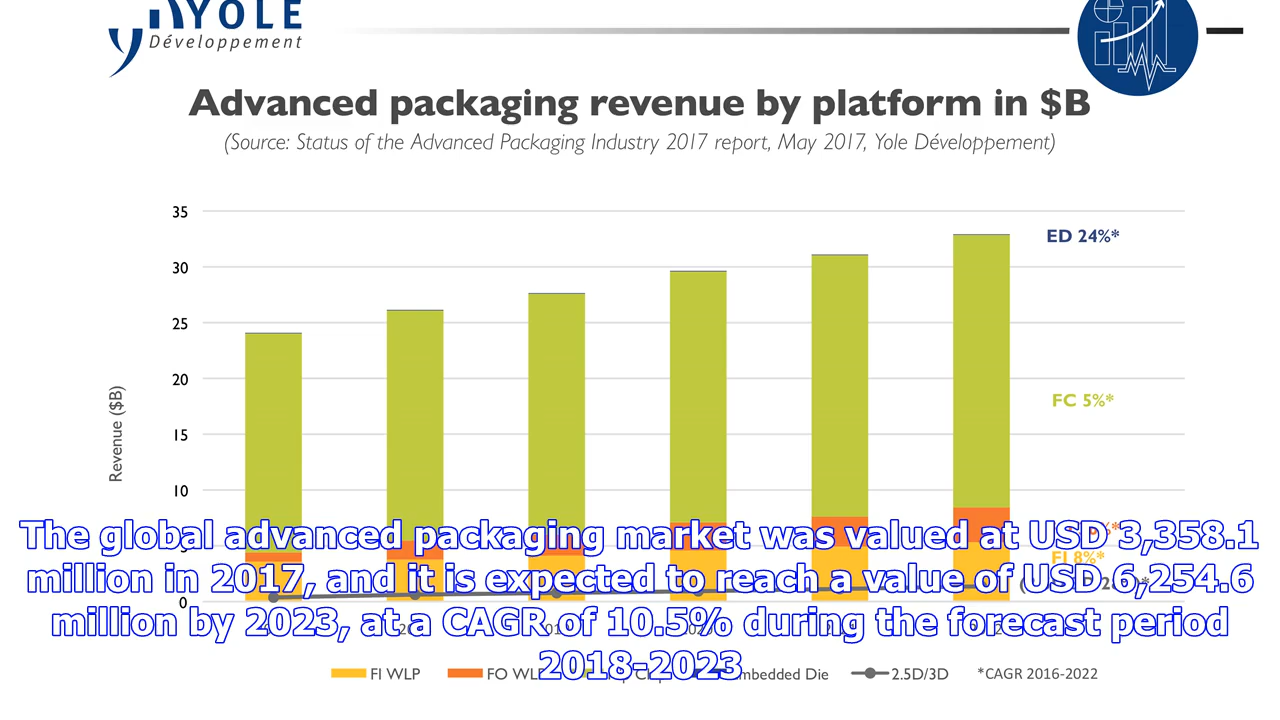 YOLE
Développement
Advanced packaging revenue by platform in $B
(Source: Status of the Advanced Packaging Industry 2017 report, May 2017, Yole Développement)
35
30
25
20
15
10
5
0
Revenue ($B)
ED 24%*
FC 5%*
FI 8%*
The global advanced packaging market was valued at USD 3,358.1
million in 2017, and it is expected to reach a value of USD 6,254.6
million by 2023, at a CAGR of 10.5% during the forecast period
2018-2023
FI WLP
FO WLP
Embedded Die
2.5D/3D
*CAGR 2016-2022